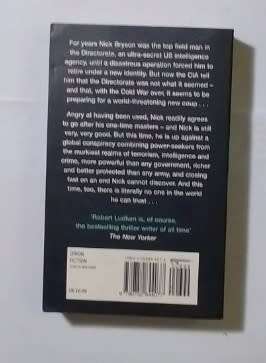 For years Nick Bryson was the top field man in
the Directorate, an ultra-secret US intelligence
agency, until a disastrous operation forced him to
retire under a new identity. But now the CIA tell
him that the Directorate was not what it seemed –
and that, with the Cold War over, it seems to be
preparing for a world-threatening new coup . . .
Angry at having been used, Nick readily agrees
to go after his one-time masters – and Nick is still
very, very good. But this time, he is up against a
global conspiracy combining power-seekers from
the murkiest realms of terrorism, intelligence and
crime, more powerful than any government, richer
and better protected than any army, and closing
fast on an end Nick cannot discover. And this
time, too, there is literally no one in the world
he can trust . . .
'Robert Ludlum is, of course,
the bestselling thriller writer of all time'
The New Yorker
ORION
FICTION